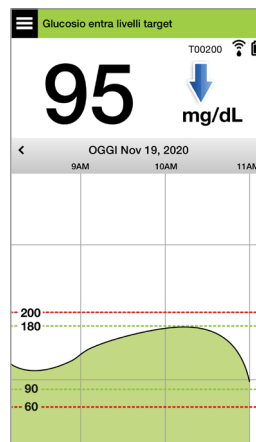 Glucosio entra livelli target
T00200
95
mg/dL
< OGGI Nov 19, 2020
9AM 10AM 11AM
200
180
90
60